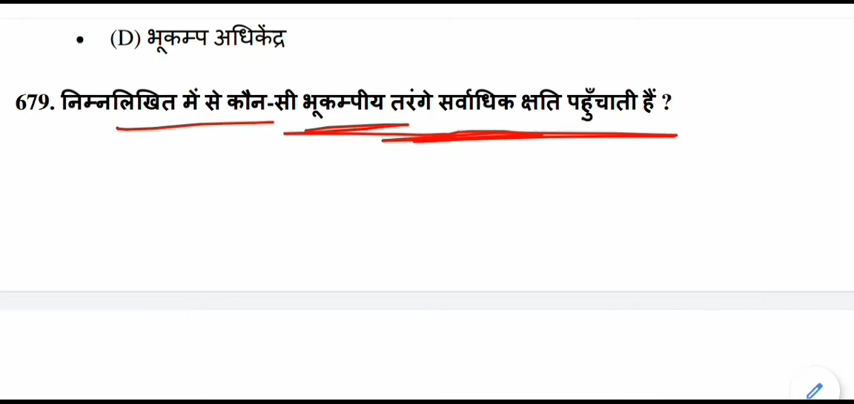 • (D) भूकम्प अधिकेंद्र
679. निम्नलिखित में से कौन-सी भूकम्पीय तरंगे सर्वाधिक क्षति पहुँचाती हैं ?